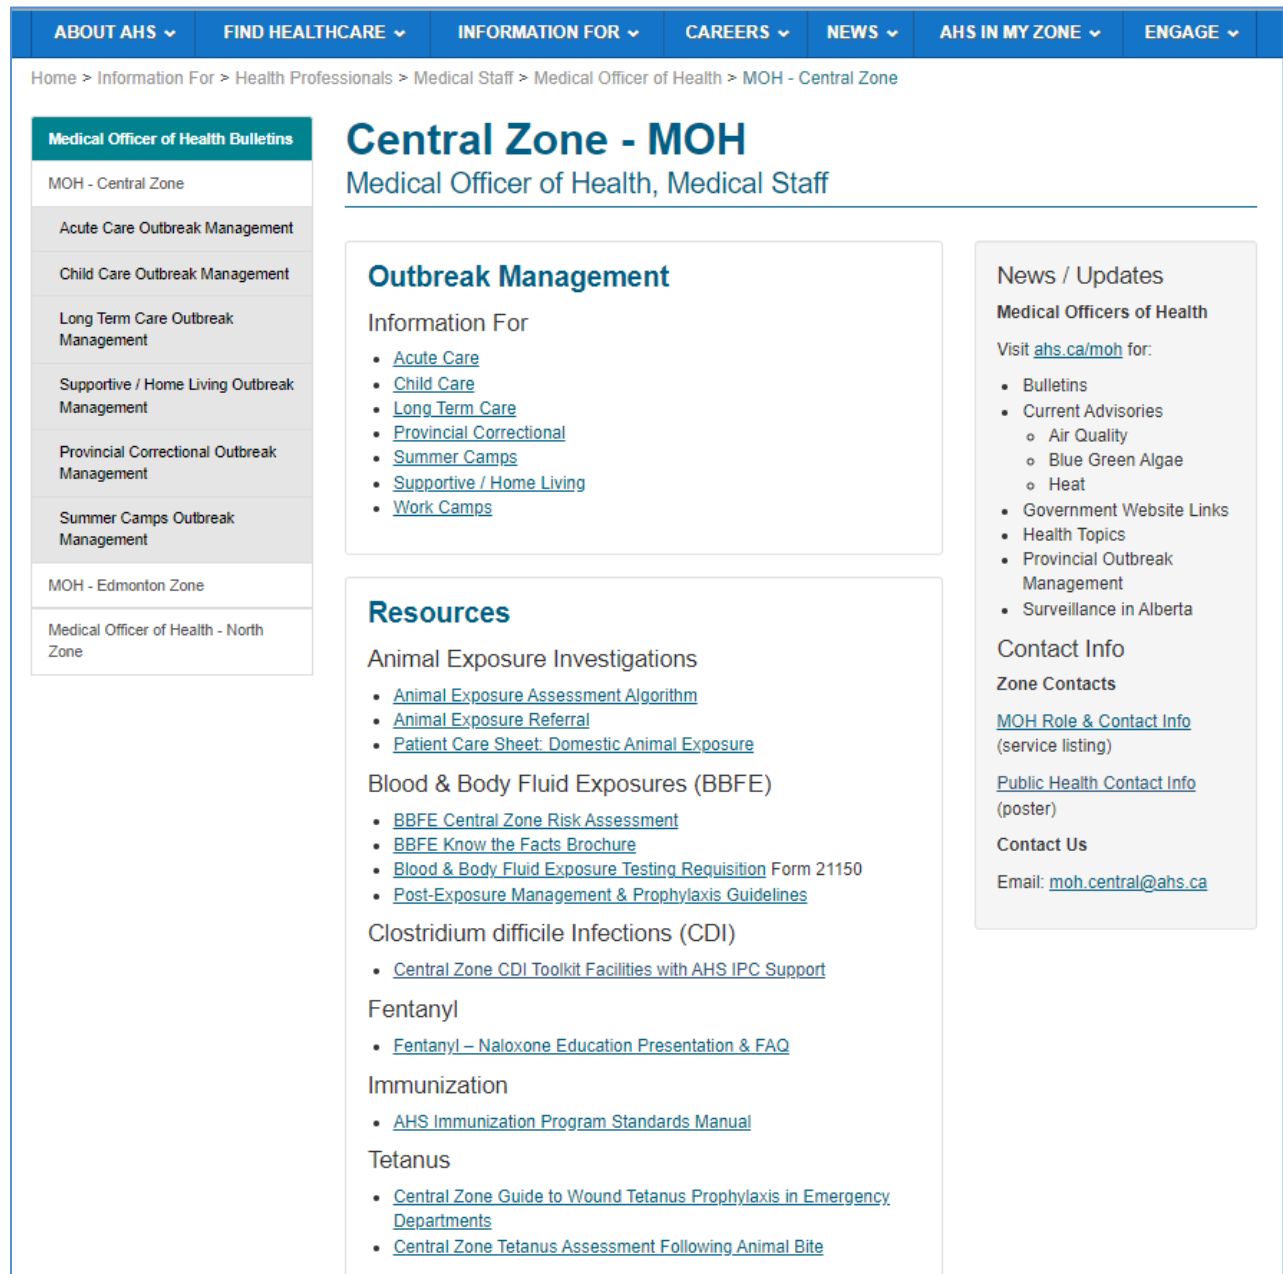 ABOUT AHS FIND HEALTHCARE INFORMATION FOR CAREERS NEWS AHS IN MY ZONE ENGAGE
Home > Information For > Health Professionals > Medical Staff > Medical Officer of Health > MOH - Central Zone
Medical Officer of Health Bulletins
MOH - Central Zone
Acute Care Outbreak Management
Child Care Outbreak Management
Long Term Care Outbreak
Management
Supportive / Home Living Outbreak
Management
Provincial Correctional Outbreak
Management
Summer Camps Outbreak
Management
MOH - Edmonton Zone
Medical Officer of Health - North
Zone
Central Zone - MOH
Medical Officer of Health, Medical Staff
Outbreak Management
Information For
• Acute Care
• Child Care
• Long Term Care
• Provincial Correctional
• Summer Camps
• Supportive / Home Living
• Work Camps
Resources
Animal Exposure Investigations
• Animal Exposure Assessment Algorithm
• Animal Exposure Referral
• Patient Care Sheet: Domestic Animal Exposure
Blood & Body Fluid Exposures (BBFE)
• BBFE Central Zone Risk Assessment
• BBFE Know the Facts Brochure
• Blood & Body Fluid Exposure Testing Requisition Form 21150
• Post-Exposure Management & Prophylaxis Guidelines
Clostridium difficile Infections (CDI)
• Central Zone CDI Toolkit Facilities with AHS IPC Support
Fentanyl
• Fentanyl – Naloxone Education Presentation & FAQ
Immunization
• AHS Immunization Program Standards Manual
Tetanus
• Central Zone Guide to Wound Tetanus Prophylaxis in Emergency
Departments
• Central Zone Tetanus Assessment Following Animal Bite
News / Updates
Medical Officers of Health
Visit ahs.ca/moh for:
• Bulletins
• Current Advisories
○ Air Quality
○ Blue Green Algae
○ Heat
• Government Website Links
• Health Topics
• Provincial Outbreak
Management
• Surveillance in Alberta
Contact Info
Zone Contacts
MOH Role & Contact Info
(service listing)
Public Health Contact Info
(poster)
Contact Us
Email: moh.central@ahs.ca